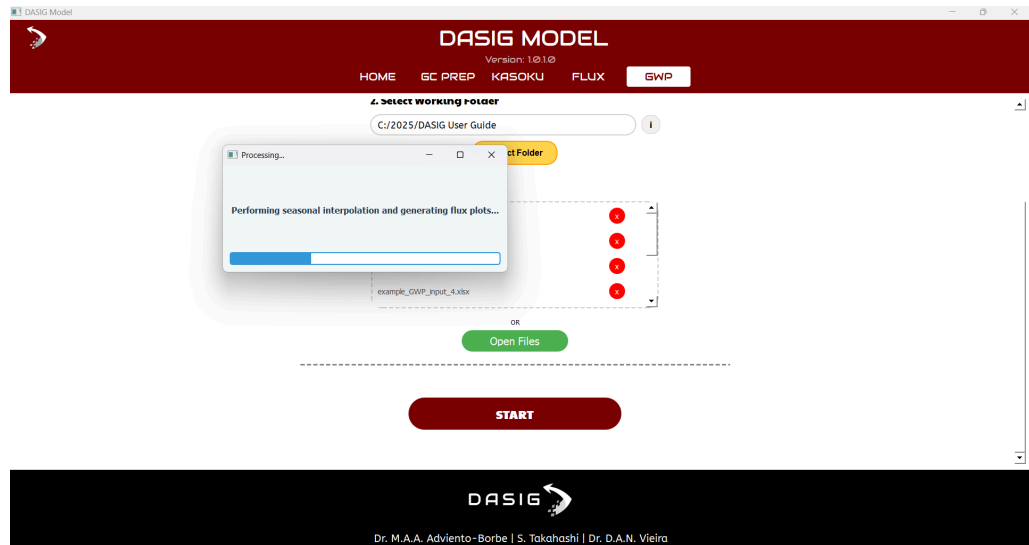 DASIG Model
DASIG MODEL
Version: 1.0.1.0
HOME GC PREP KASOKU FLUX GWP
2. Select Working Folder
C:/2025/DASIG User Guide
i
ct Folder
Processing...
Performing seasonal interpolation and generating flux plots...
x
x
x
example_GWP_input_4.xlsx x
OR
Open Files
START
DASIG
Dr. M.A.A. Adviento-Borbe | S. Takahashi | Dr. D.A.N. Vieira